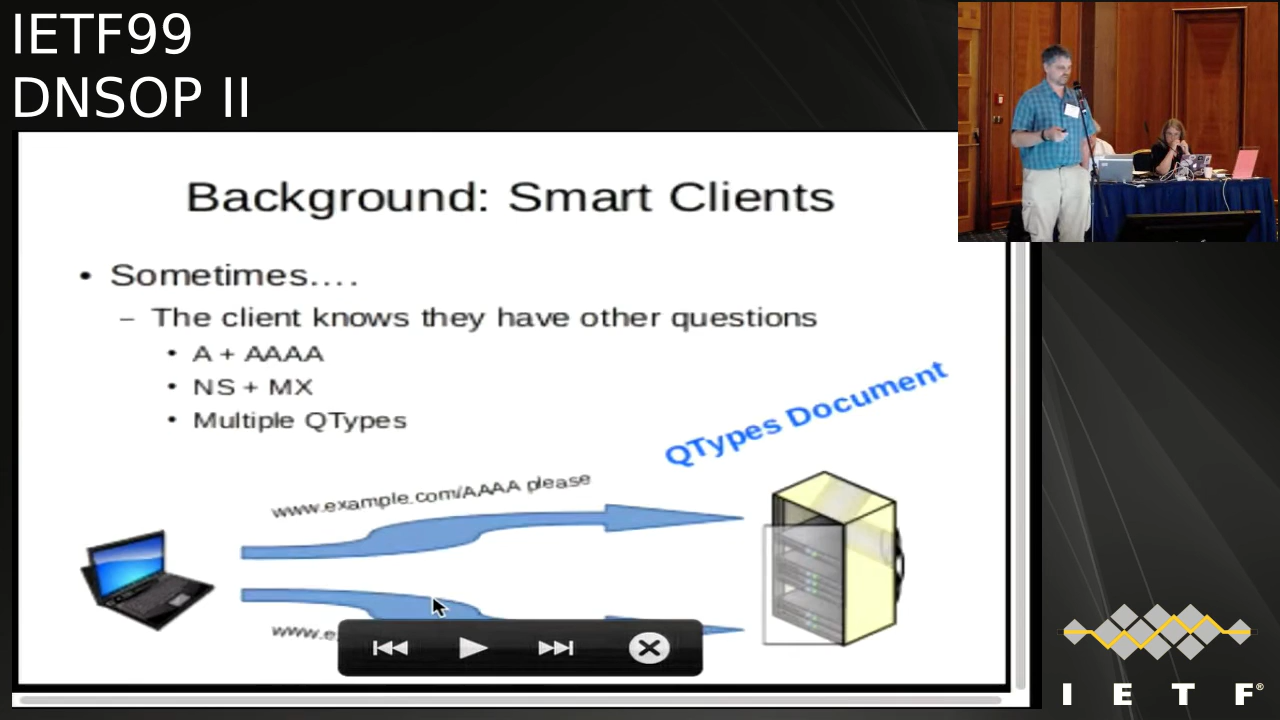 IETF99
DNSOP II
Background: Smart Clients
• Sometimes....
– The client knows they have other questions
• A + AAAA
• NS + MX
• Multiple QTypes
QTypes Document
www.example.com/AAAA please
www.e
I E T F®